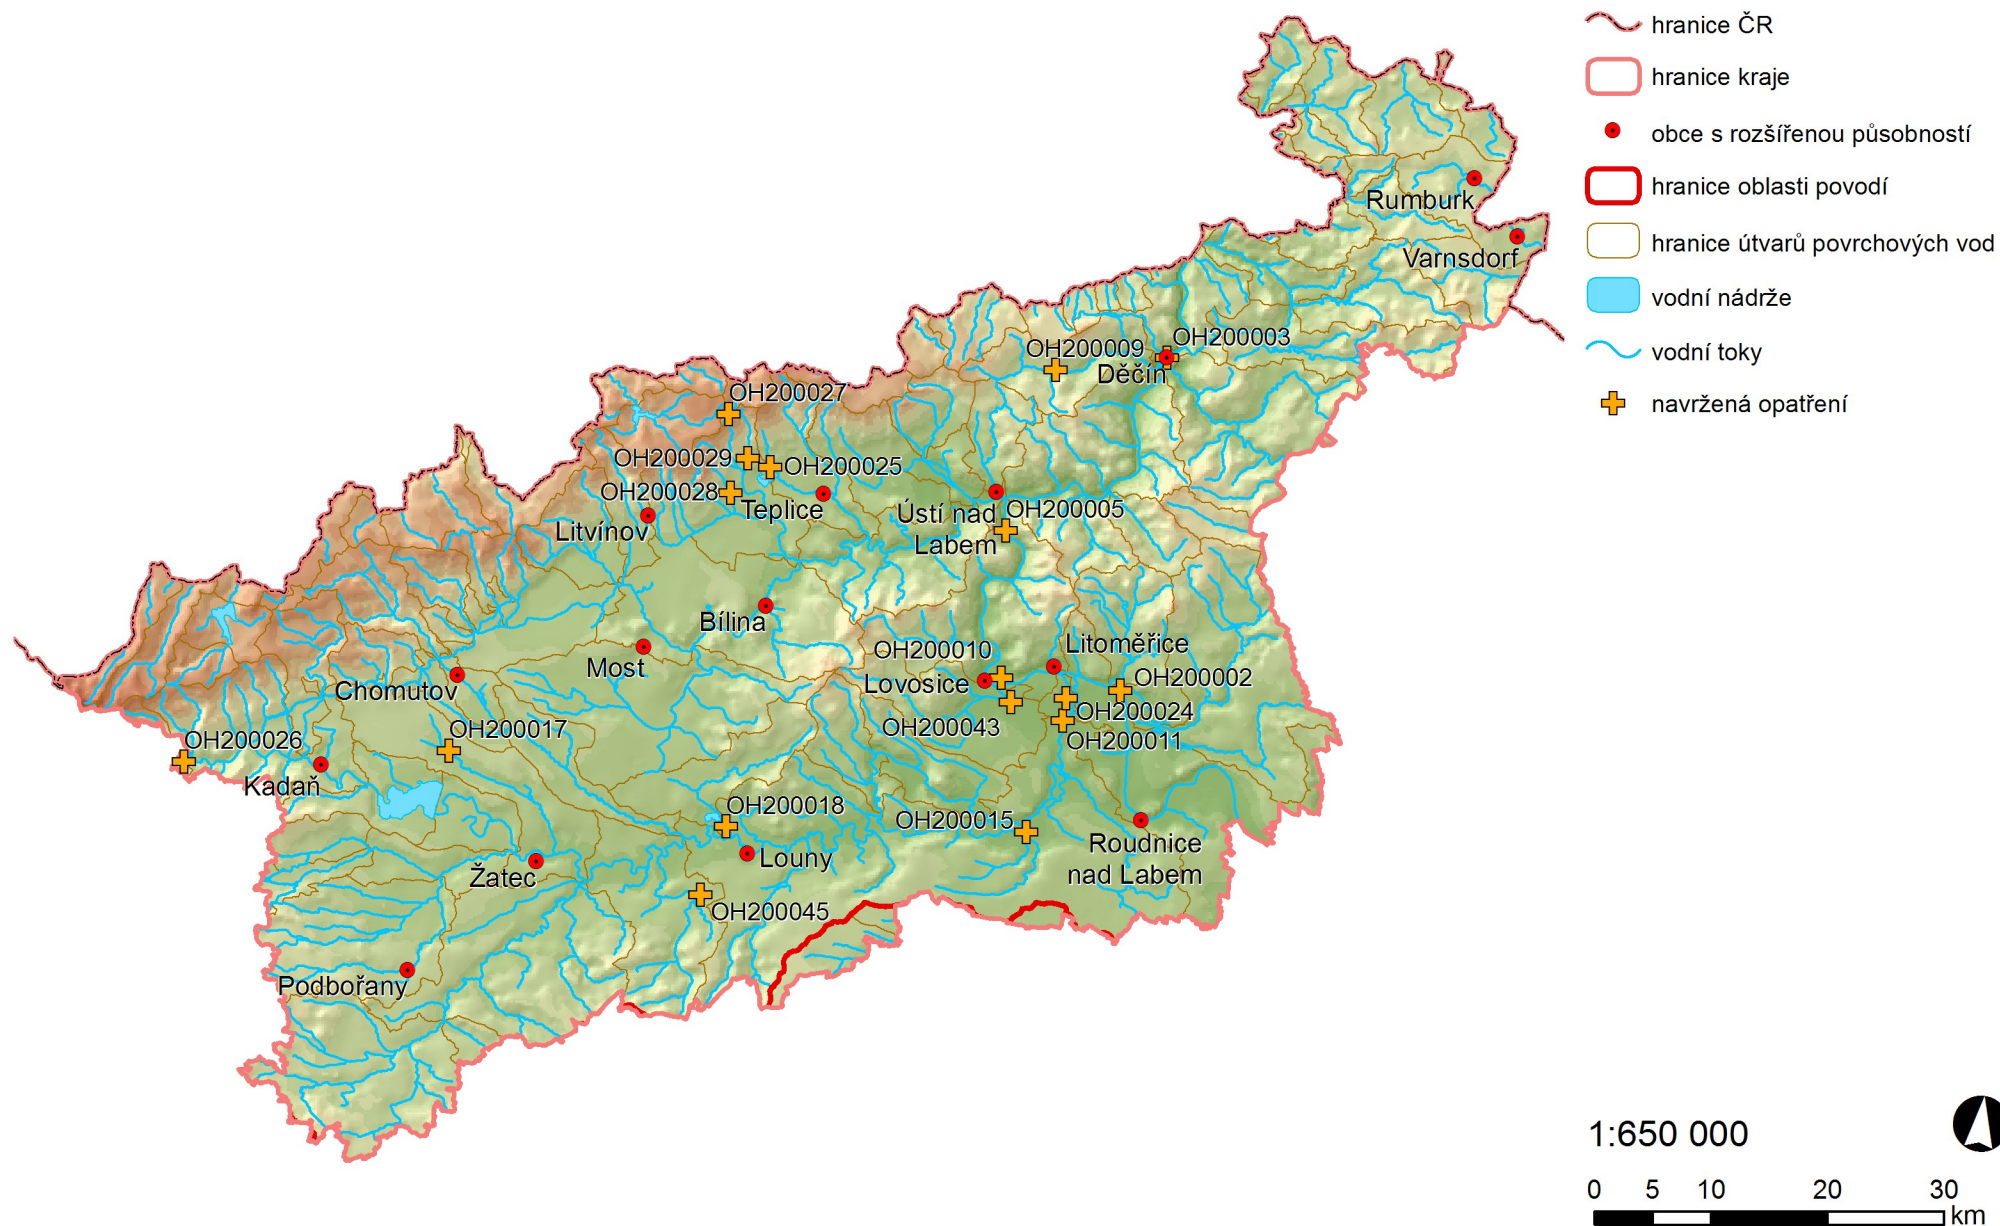 hranice ČR
hranice kraje
obce s rozšířenou působností
hranice oblasti povodí
hranice útvarů povrchových vod
vodní nádrže
vodní toky
navržená opatření
Rumburk
Varnsdorf
OH200003
OH200009
Děčín
OH200027
OH200029
OH200025
OH200028
Teplice
Litvínov
Ústí nad
Labem
OH200005
Bílina
Most
Litoměřice
OH200010
Lovosice
OH200002
Chomutov
OH200024
OH200043
OH200011
OH200017
OH200026
Kadaň
OH200018
OH200015
Roudnice
nad Labem
Louny
Žatec
OH200045
Podbořany
1:650 000
0 5 10 20 30
km